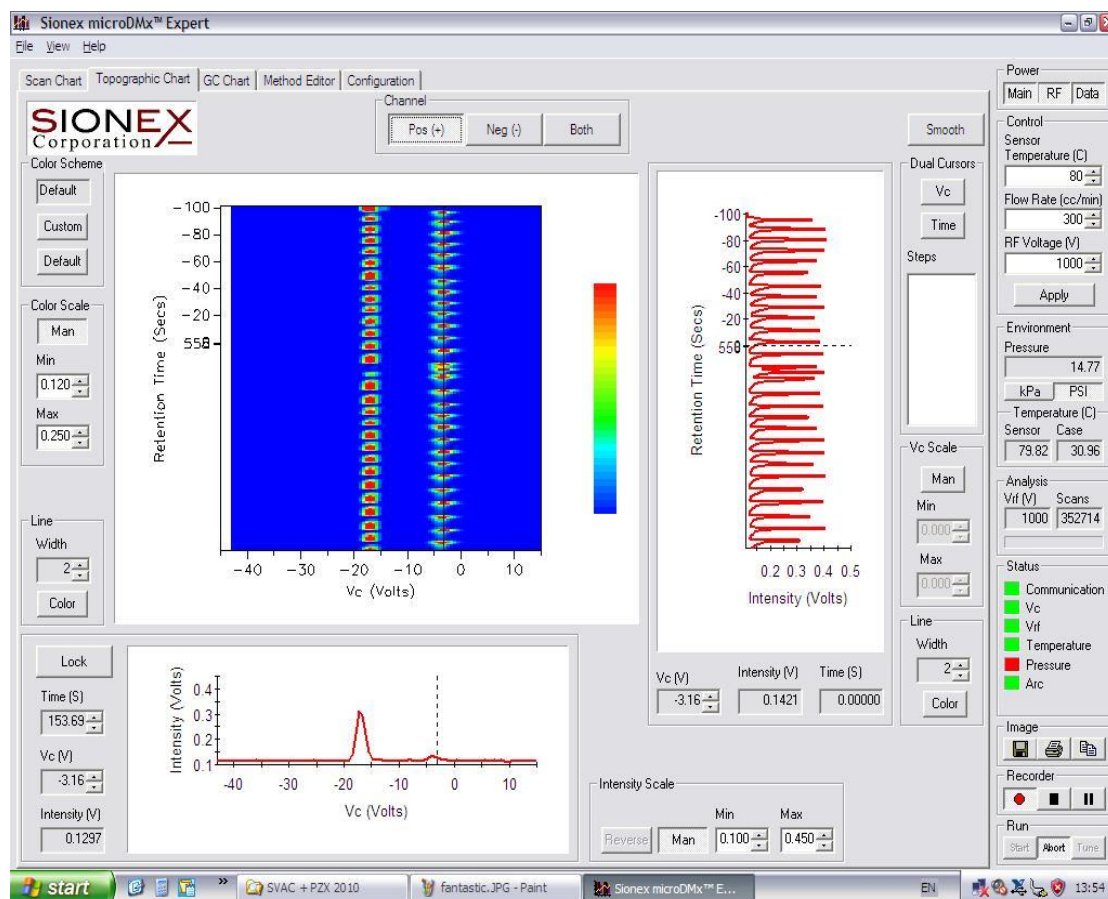 Sionex microDMx™ Expert
File View Help
Scan Chart Topographic Chart GC Chart Method Editor Configuration
SIONEX
Corporation
Channel
Pos (+) Neg (-) Both
Smooth
Color Scheme
Default
Custom
Default
Color Scale
Man
Min
0.120
Max
0.250
Line
Width
2
Color
-100
-80
-60
-40
-20
Retention Time (Secs)
-40 -30 -20 -10 0 10
Vc (Volts)
-100
-80
-60
-40
-20
Retention Time (Secs)
0.2 0.3 0.4 0.5
Intensity (Volts)
Vc (V) Intensity (V) Time (S)
-3.16 0.1421 0.00000
Dual Cursors
Vc
Time
Steps
Vc Scale
Man
Min
0.000
Max
0.000
Line
Width
2
Color
Lock
Time (S)
153.69
Vc (V)
-3.16
Intensity (V)
0.1297
Intensity (Volts)
0.4
0.3
0.2
0.1
-40 -30 -20 -10 0 10
Vc (Volts)
Intensity Scale
Min Max
Reverse Man 0.100 0.450
Power
Main RF Data
Control
Sensor
Temperature (C)
80
Flow Rate (cc/min)
300
RF Voltage (V)
1000
Apply
Environment
Pressure
14.77
kPa PSI
Temperature (C)
Sensor Case
79.82 30.96
Analysis
Vrf (V) Scans
1000 352714
Status
Communication
Vc
Vrf
Temperature
Pressure
Arc
Image
Recorder
Run
Start Abort Tune
start » SVAC + PZX 2010 fantastic.JPG - Paint Sionex microDMx™ E... EN 13:54